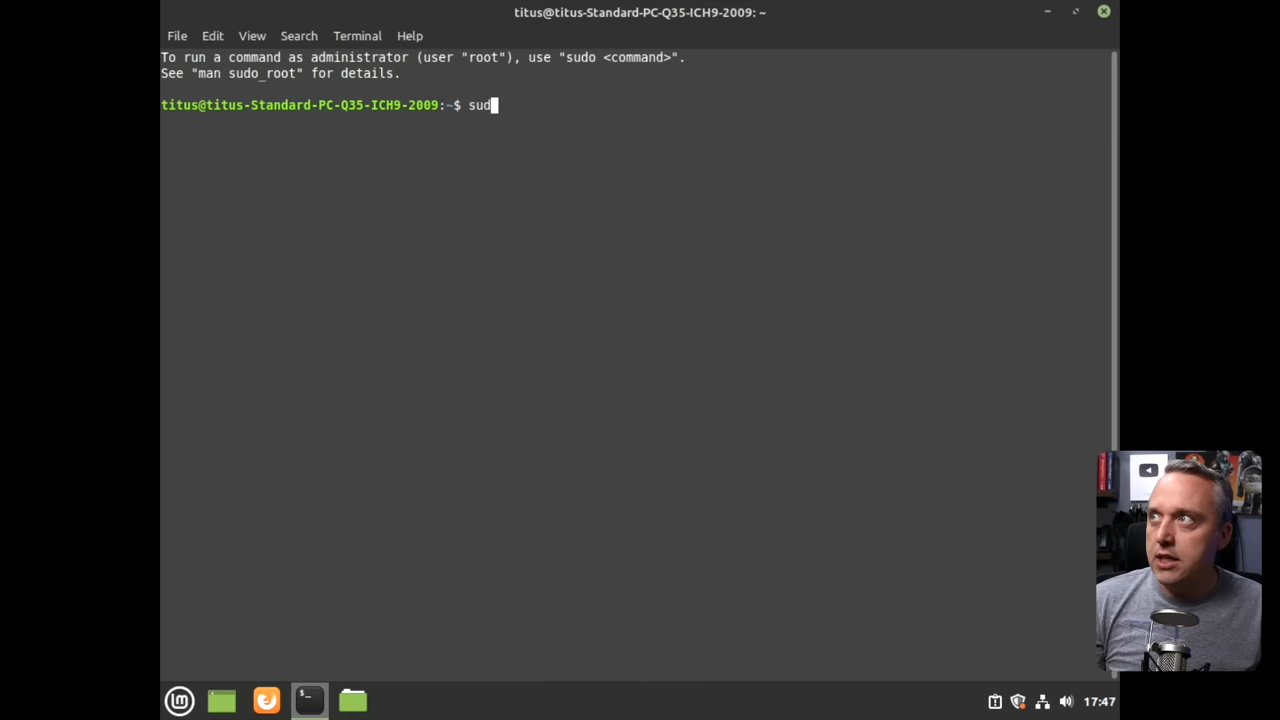 titus@titus-Standard-PC-Q35-ICH9-2009: ~
File Edit View Search Terminal Help
To run a command as administrator (user "root"), use "sudo <command>".
See "man sudo_root" for details.
titus@titus-Standard-PC-Q35-ICH9-2009:~$ sud
$_
17:47